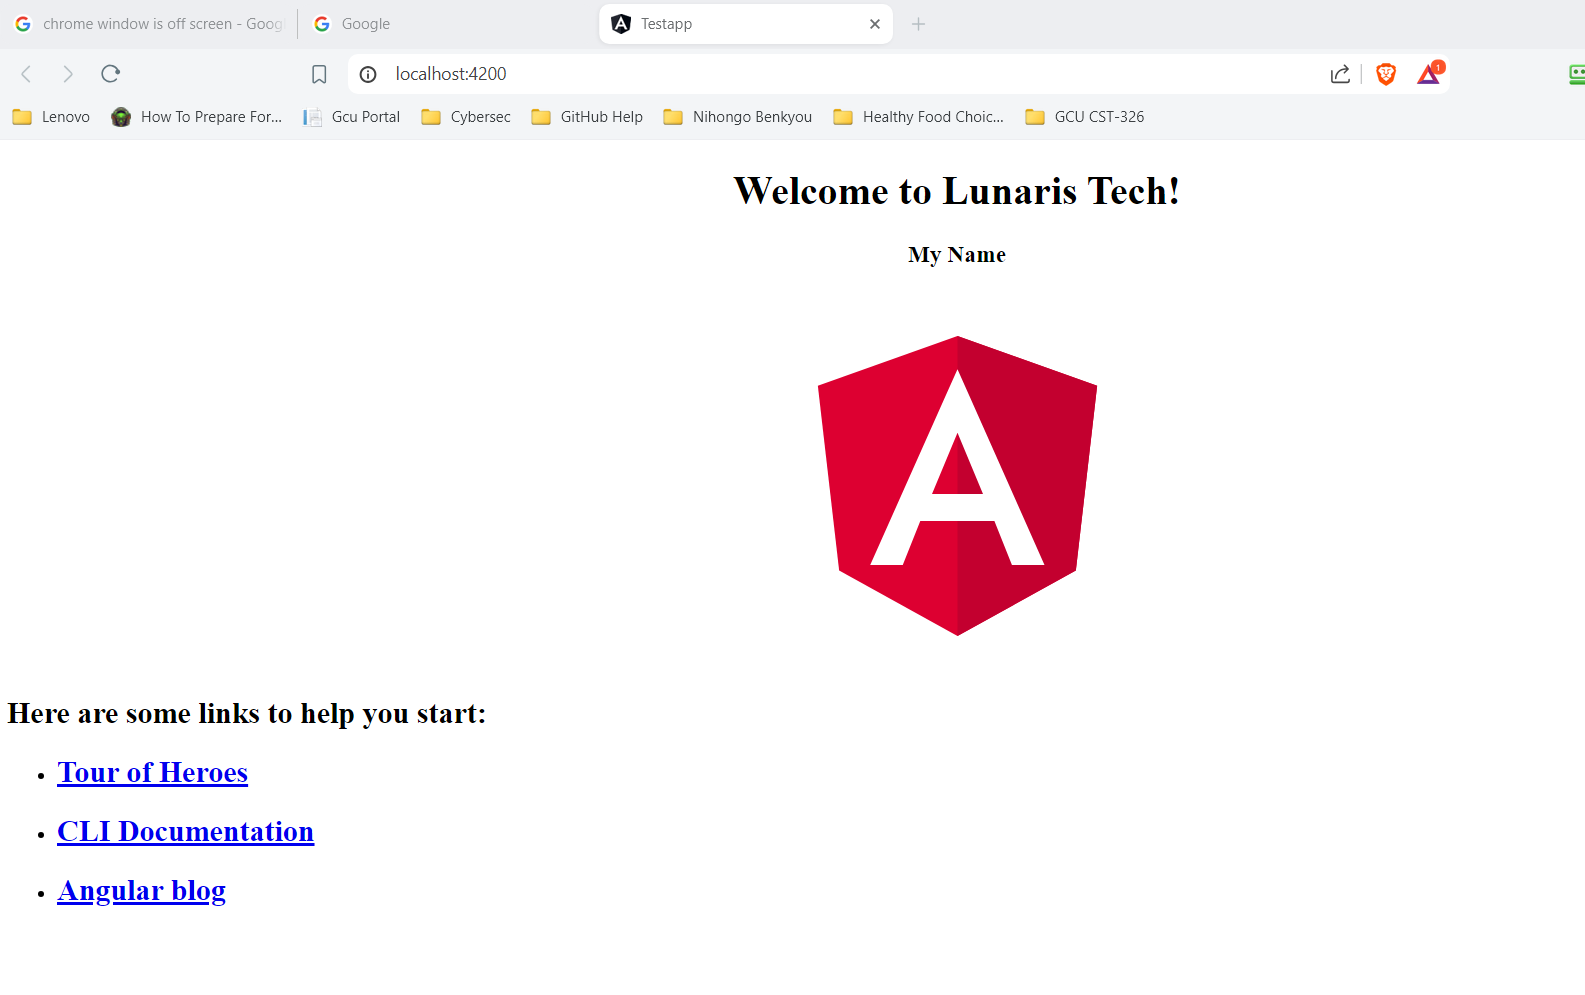 chrome window is off screen - Goog
Google
Testapp
localhost:4200
1
Lenovo
How To Prepare For...
Gcu Portal
Cybersec
GitHub Help
Nihongo Benkyou
Healthy Food Choic...
GCU CST-326
Welcome to Lunaris Tech!
My Name
A
Here are some links to help you start:
Tour of Heroes
CLI Documentation
Angular blog